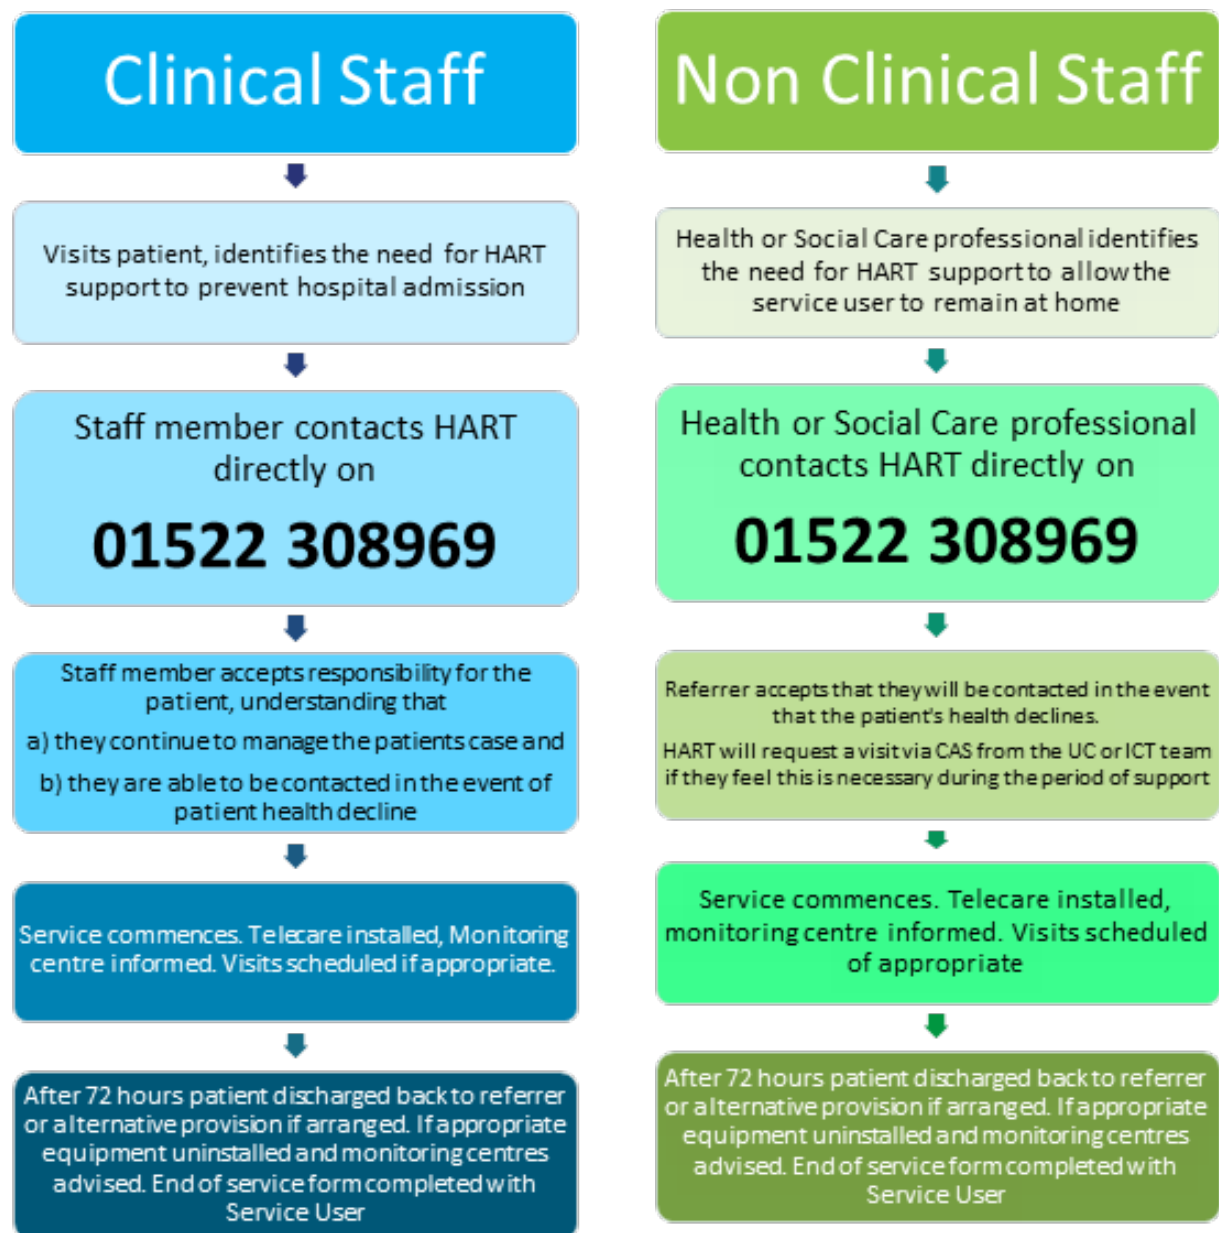 Clinical Staff
Visits patient, identifies the need for HART
support to prevent hospital admission
Staff member contacts HART
directly on
01522 308969
Staff member accepts responsibility for the
patient, understanding that
a) they continue to manage the patients case and
b) they are able to be contacted in the event of
patient health decline
Service commences. Telecare installed, Monitoring
centre informed. Visits scheduled if appropriate.
After 72 hours patient discharged back to referrer
or alternative provision if arranged. If appropriate
equipment uninstalled and monitoring centres
advised. End of service form completed with
Service User
Non Clinical Staff
Health or Social Care professional identifies
the need for HART support to allow the
service user to remain at home
Health or Social Care professional
contacts HART directly on
01522 308969
Referrer accepts that they will be contacted in the event
that the patient's health declines.
HART will request a visit via CAS from the UC or ICT team
if they feel this is necessary during the period of support
Service commences. Telecare installed,
monitoring centre informed. Visits scheduled
of appropriate
After 72 hours patient discharged back to referrer
or alternative provision if arranged. If appropriate
equipment uninstalled and monitoring centres
advised. End of service form completed with
Service User